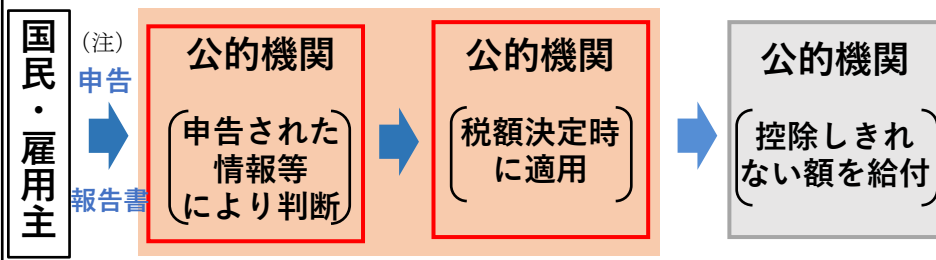 国民・雇用主
(注)
申告
報告書
公的機関
申告された
情報等
により判断
公的機関
税額決定時
に適用
公的機関
控除しきれ
ない額を給付